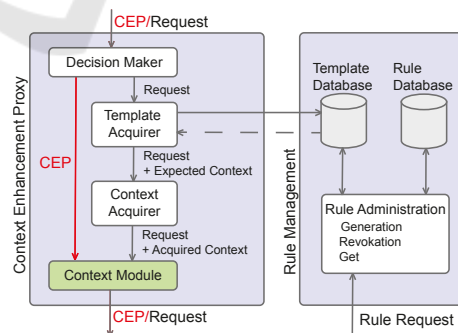 CEP/Request
Context Enhancement Proxy
Decision Maker
Request
Template
Acquirer
CEP
Request
+ Expected Context
Context
Acquirer
Request
+ Acquired Context
Context Module
CEP/Request
Rule Management
Template
Database
Rule
Database
Rule Administration
Generation
Revokation
Get
Rule Request